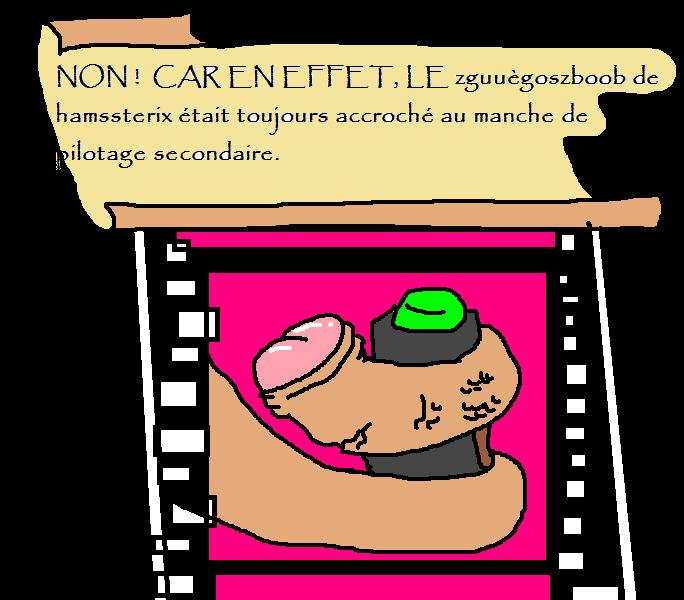 NON ! CAR EN EFFET, LE zguuègoszboob de
hamssterix était toujours accroché au manche de
pilotage secondaire.